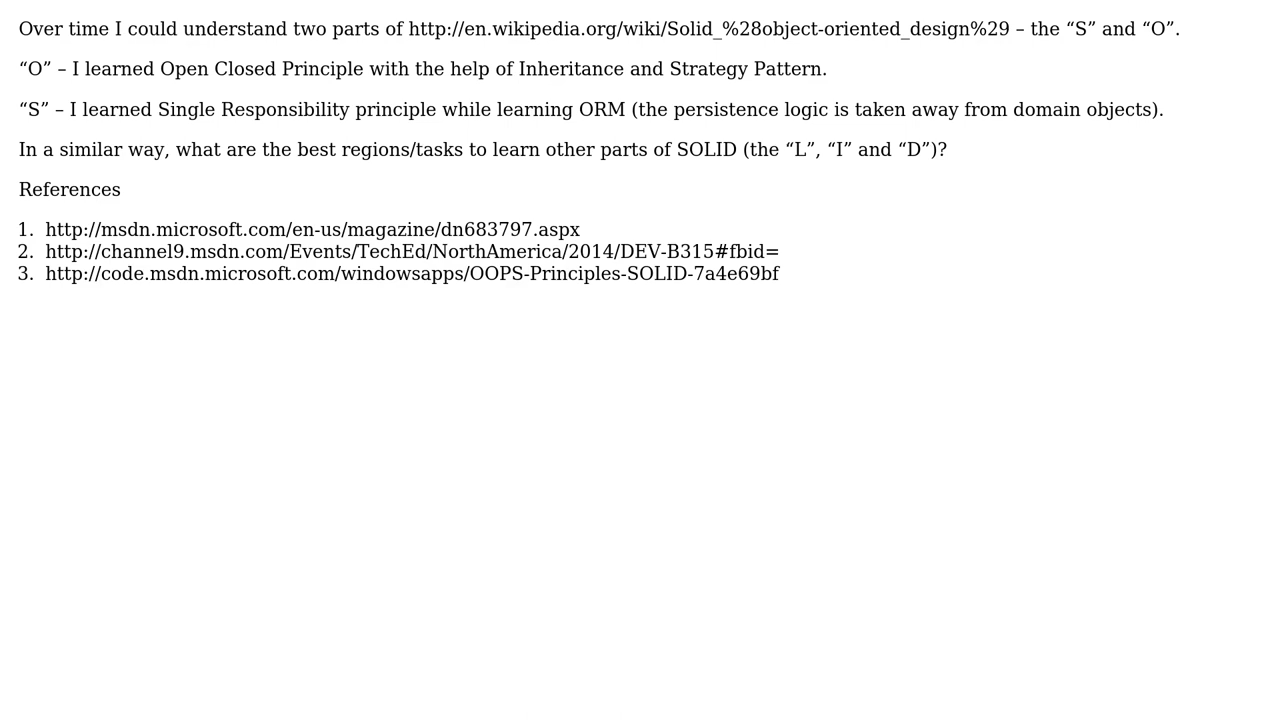 Over time I could understand two parts of http://en.wikipedia.org/wiki/Solid_%28object-oriented_design%29 – the “S” and “O”.
“O” – I learned Open Closed Principle with the help of Inheritance and Strategy Pattern.
“S” – I learned Single Responsibility principle while learning ORM (the persistence logic is taken away from domain objects).
In a similar way, what are the best regions/tasks to learn other parts of SOLID (the “L”, “I” and “D”)?
References
1. http://msdn.microsoft.com/en-us/magazine/dn683797.aspx
2. http://channel9.msdn.com/Events/TechEd/NorthAmerica/2014/DEV-B315#fbid=
3. http://code.msdn.microsoft.com/windowsapps/OOPS-Principles-SOLID-7a4e69bf